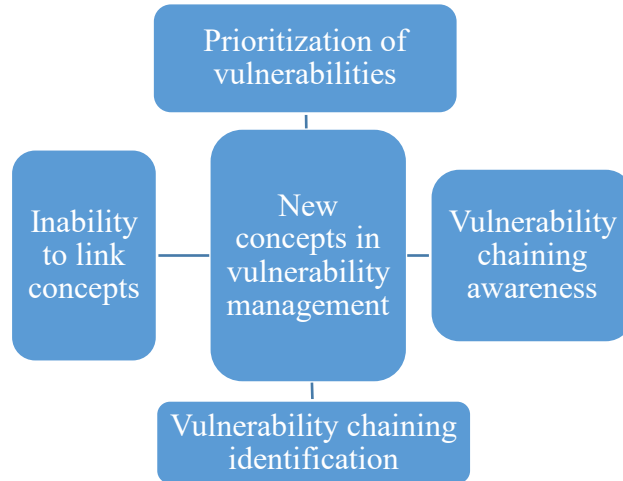 Prioritization of
vulnerabilities
Inability
to link
concepts
New
concepts in
vulnerability
management
Vulnerability
chaining
awareness
Vulnerability chaining
identification